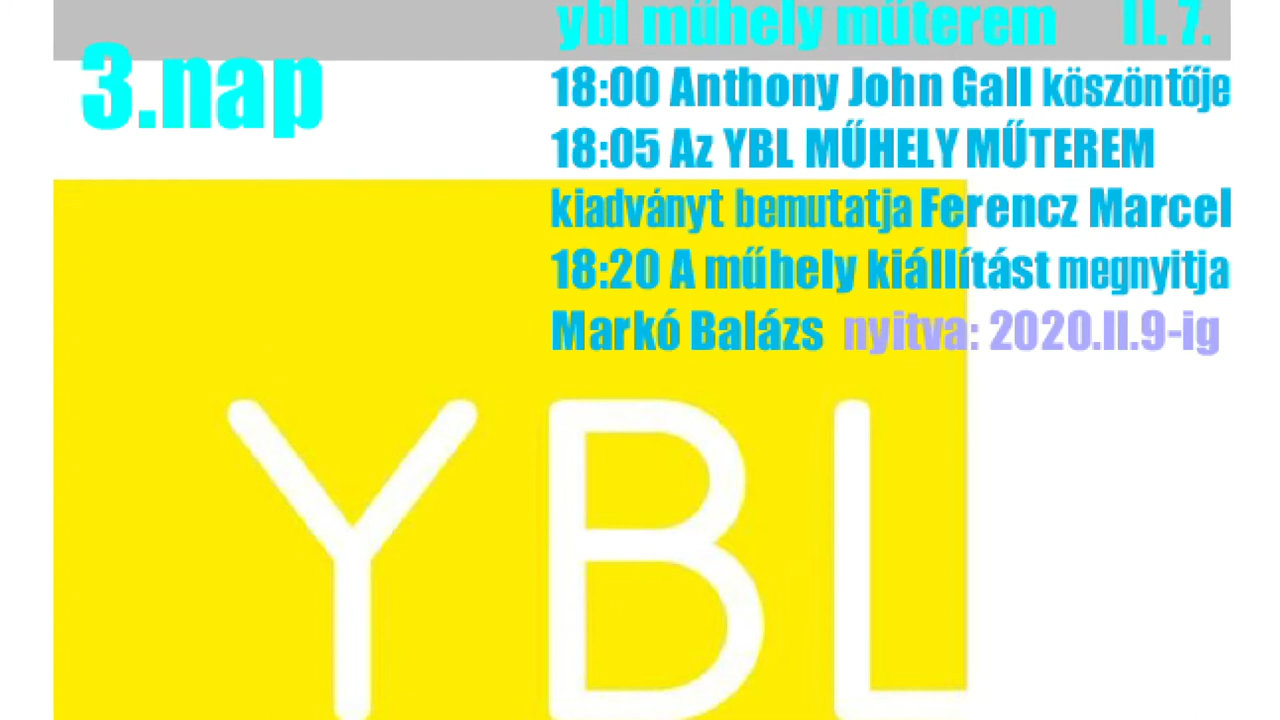 ybl műhely műterem II. 7.
3.nap
18:00 Anthony John Gall köszöntője
18:05 Az YBL MŰHELY MŰTEREM
kiadványt bemutatja Ferencz Marcel
18:20 A műhely kiállítást megnyitja
Markó Balázs nyitva: 2020.II.9-ig
YBL